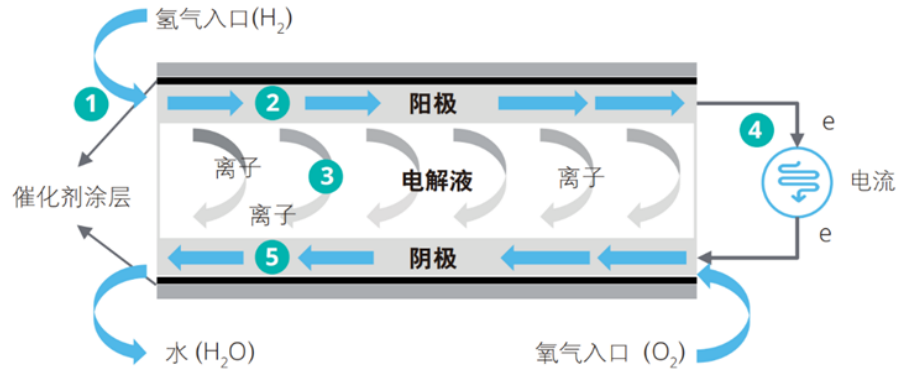 氢气入口(H₂)
1
2
阳极
4
e
离子
3
电解液
离子
电流
催化剂涂层
离子
e
5
阴极
水 (H₂O)
氧气入口 (O₂)